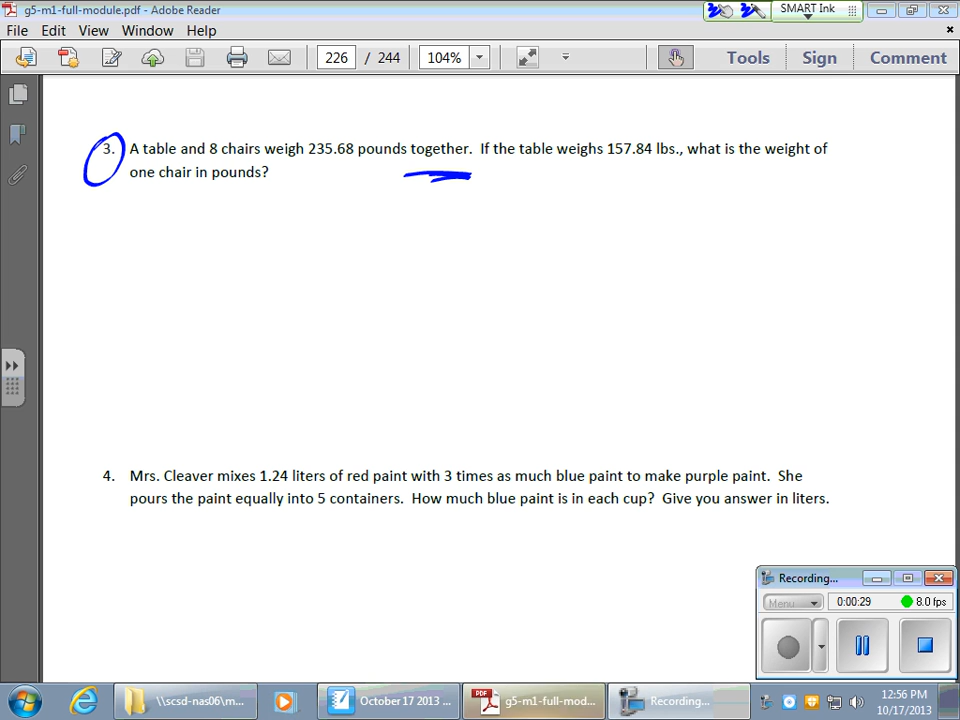 g5-m1-full-module.pdf - Adobe Reader
SMART Ink
File Edit View Window Help
226 / 244 104% Tools Sign Comment
3. A table and 8 chairs weigh 235.68 pounds together. If the table weighs 157.84 lbs., what is the weight of
one chair in pounds?
4. Mrs. Cleaver mixes 1.24 liters of red paint with 3 times as much blue paint to make purple paint. She
pours the paint equally into 5 containers. How much blue paint is in each cup? Give you answer in liters.
Recording...
Menu 0:00:29 8.0 fps
\\scsd-nas06\m... October 17 2013 ... PDF g5-m1-full-mod... Recording...
12:56 PM
10/17/2013